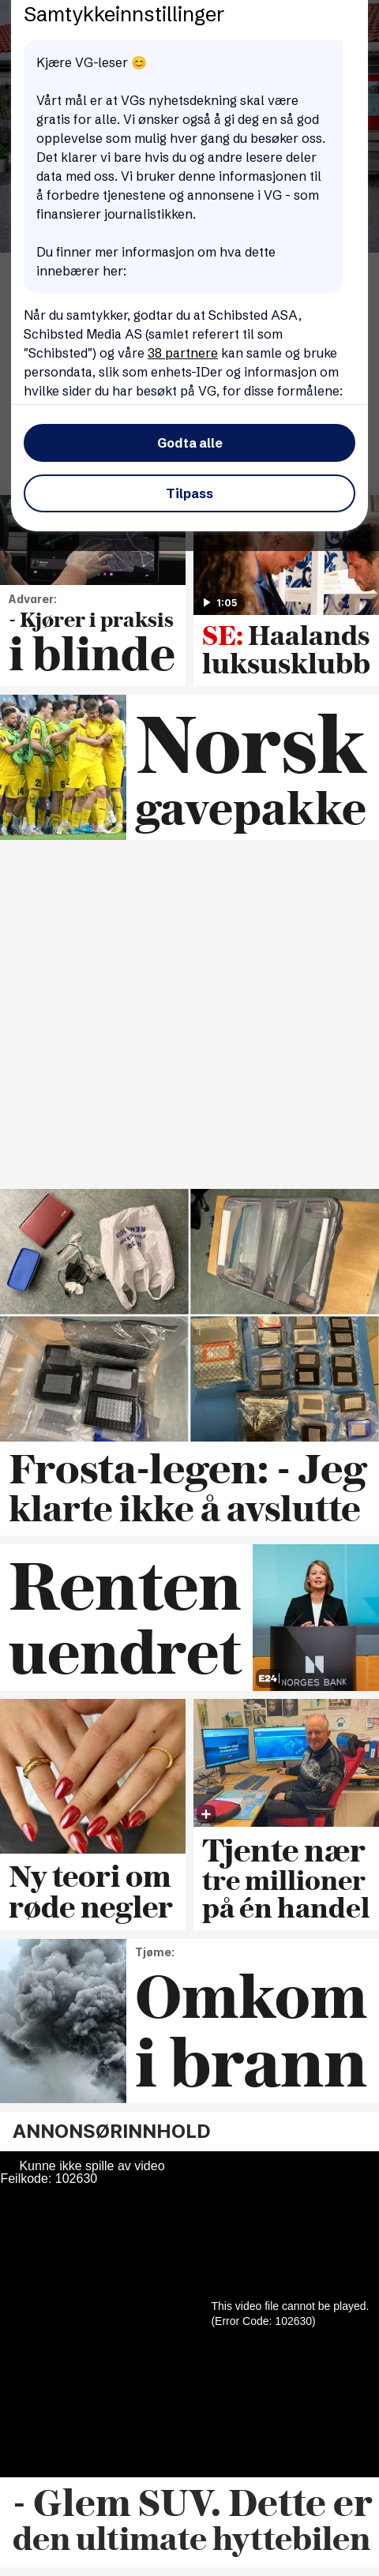 Samtykkeinnstillinger
Kjære VG-leser 😊
Vårt mål er at VGs nyhetsdekning skal være
gratis for alle. Vi ønsker også å gi deg en så god
opplevelse som mulig hver gang du besøker oss.
Det klarer vi bare hvis du og andre lesere deler
data med oss. Vi bruker denne informasjonen til
å forbedre tjenestene og annonsene i VG - som
finansierer journalistikken.
Du finner mer informasjon om hva dette
innebærer her:
Når du samtykker, godtar du at Schibsted ASA,
Schibsted Media AS (samlet referert til som
"Schibsted") og våre 38 partnere kan samle og bruke
persondata, slik som enhets-IDer og informasjon om
hvilke sider du har besøkt på VG, for disse formålene:
Godta alle
Tilpass
Advarer:
- Kjører i praksis
i blinde
1:05
SE: Haalands
luksusklubb
Norsk
gavepakke
Frosta-legen: - Jeg
klarte ikke å avslutte
Renten
uendret
E24
NORGES BANK
Ny teori om
røde negler
Tjente nær
tre millioner
på én handel
Tjøme:
Omkom
i brann
ANNONSØRINNHOLD
Kunne ikke spille av video
Feilkode: 102630
This video file cannot be played.
(Error Code: 102630)
- Glem SUV. Dette er
den ultimate hyttebilen